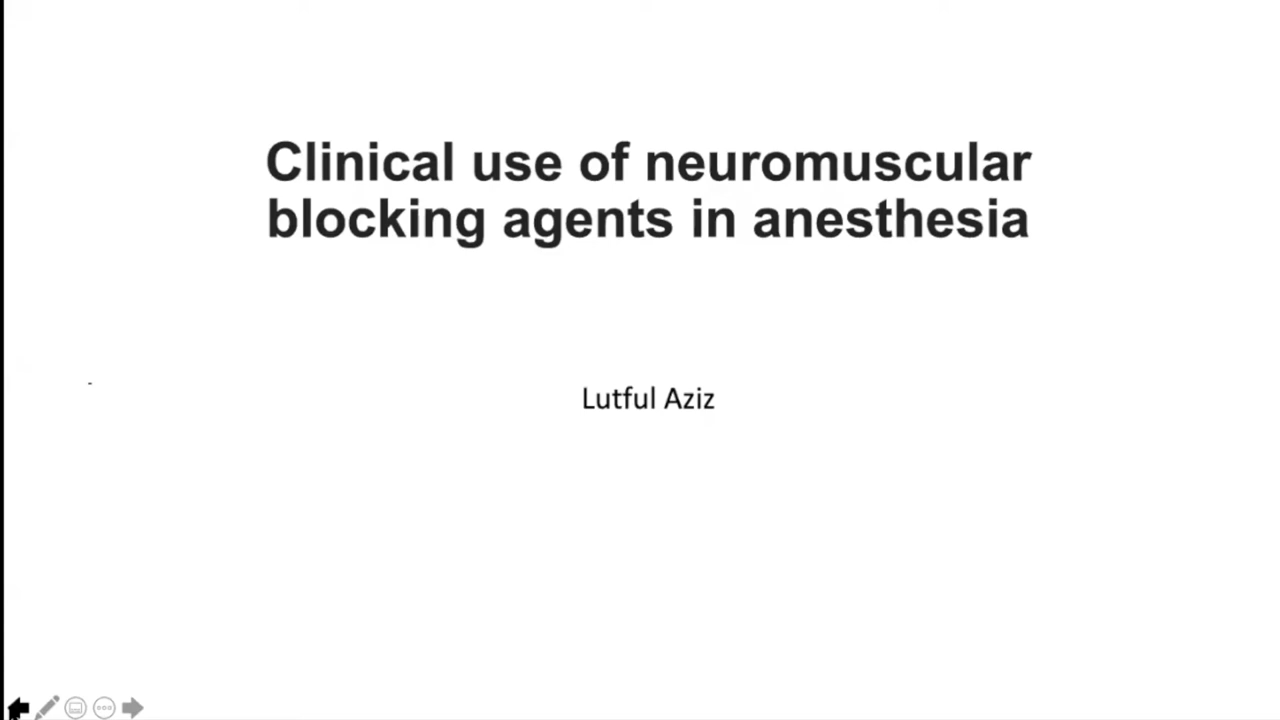 Clinical use of neuromuscular
blocking agents in anesthesia
Lutful Aziz